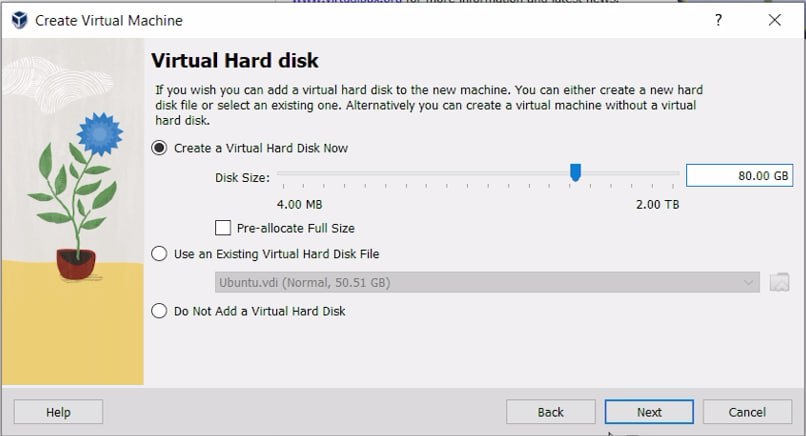 www.virtualbox.org for more information and latest news.
Create Virtual Machine ?
Virtual Hard disk
If you wish you can add a virtual hard disk to the new machine. You can either create a new hard
disk file or select an existing one. Alternatively you can create a virtual machine without a virtual
hard disk.
Create a Virtual Hard Disk Now
Disk Size: 80.00 GB
4.00 MB 2.00 TB
Pre-allocate Full Size
Use an Existing Virtual Hard Disk File
Ubuntu.vdi (Normal, 50.51 GB)
Do Not Add a Virtual Hard Disk
Help Back Next Cancel